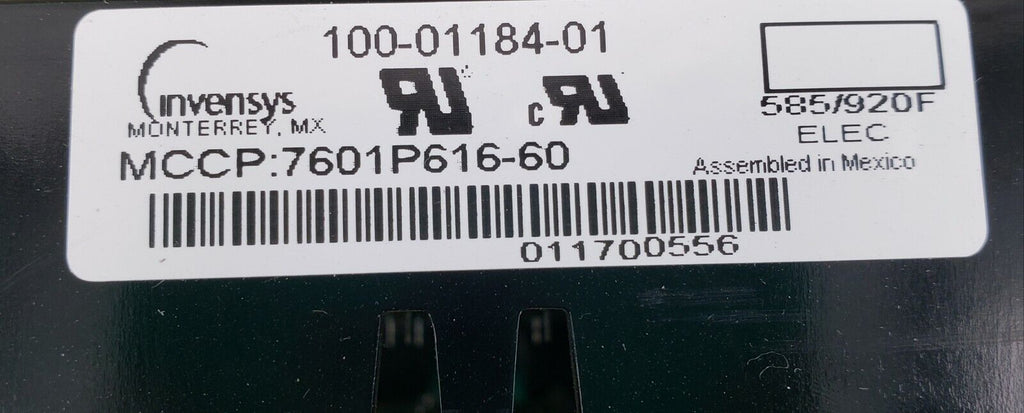 100-01184-01
invensys
MONTERREY, MX
585/920F
ELEC
MCCP:7601P616-60
Assembled in Mexico
011700556